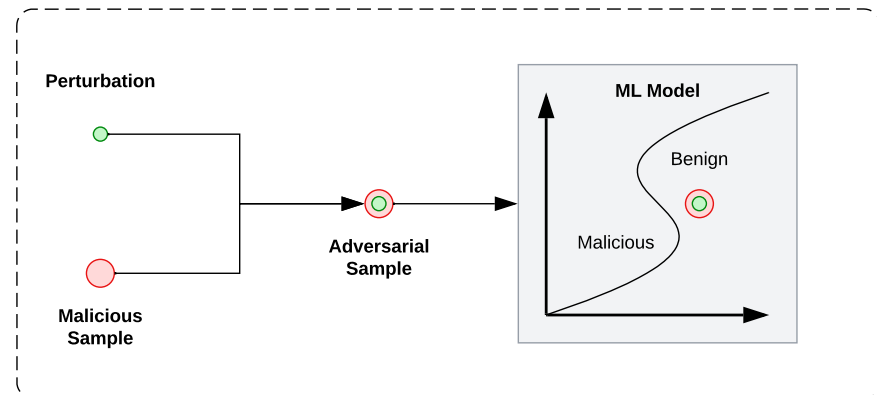 Perturbation
Malicious
Sample
Adversarial
Sample
ML Model
Benign
Malicious